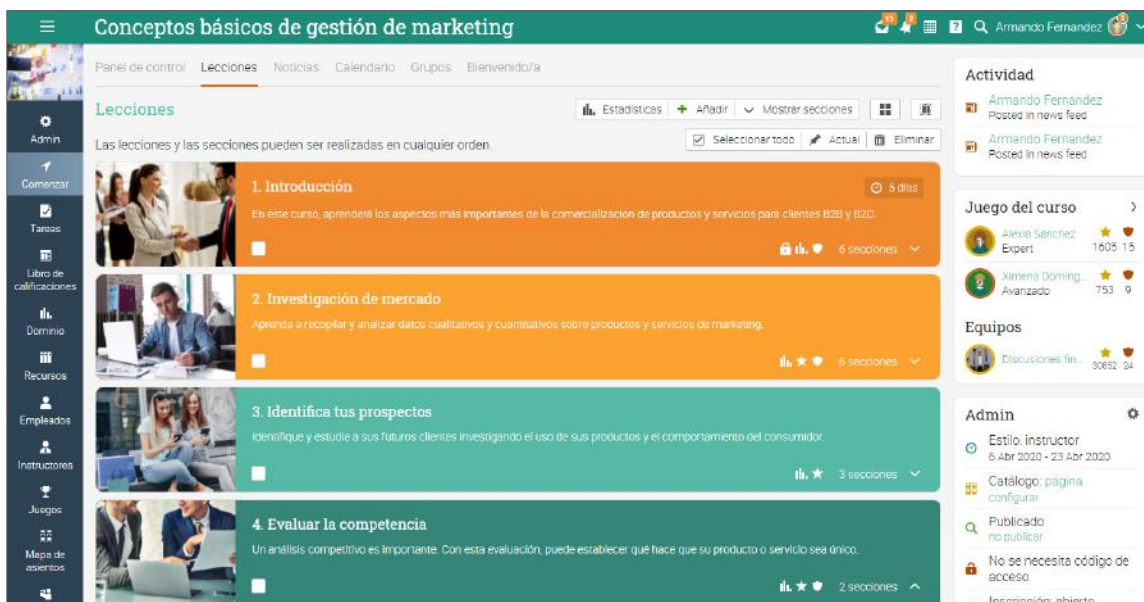 Conceptos básicos de gestión de marketing
Armando Fernandez
Panel de control Lecciones Noticias Calendario Grupos Bienvenido/a
Lecciones
Estadísticas Añadir Mostrar secciones
Las lecciones y las secciones pueden ser realizadas en cualquier orden.
Seleccionar todo Actual Eliminar
1. Introducción
5 días
En este curso, aprenderá los aspectos más importantes de la comercialización de productos y servicios para clientes B2B y B2C.
6 secciones
2. Investigación de mercado
Aprenda a recopilar y analizar datos cualitativos y cuantitativos sobre productos y servicios de marketing.
6 secciones
3. Identifica tus prospectos
Identifique y estudie a sus futuros clientes investigando el uso de sus productos y el comportamiento del consumidor.
3 secciones
4. Evaluar la competencia
Un análisis competitivo es importante. Con esta evaluación, puede establecer qué hace que su producto o servicio sea único.
2 secciones
Admin
Comenzar
Tareas
Libro de
calificaciones
Dominio
Recursos
Empleados
Instructores
Juegos
Mapa de
asientos
Actividad
Armando Fernandez
Posted in news feed
Armando Fernandez
Posted in news feed
Juego del curso
Alexia Sanchez
Expert 1605 15
Ximena Doming...
Avanzado 753 9
Equipos
Discusiones fin...
30852 24
Admin
Estilo: instructor
6 Abr 2020 - 23 Abr 2020
Catálogo: página
configurar
Publicado
no publicar
No se necesita código de
acceso
Inscripción: abierto